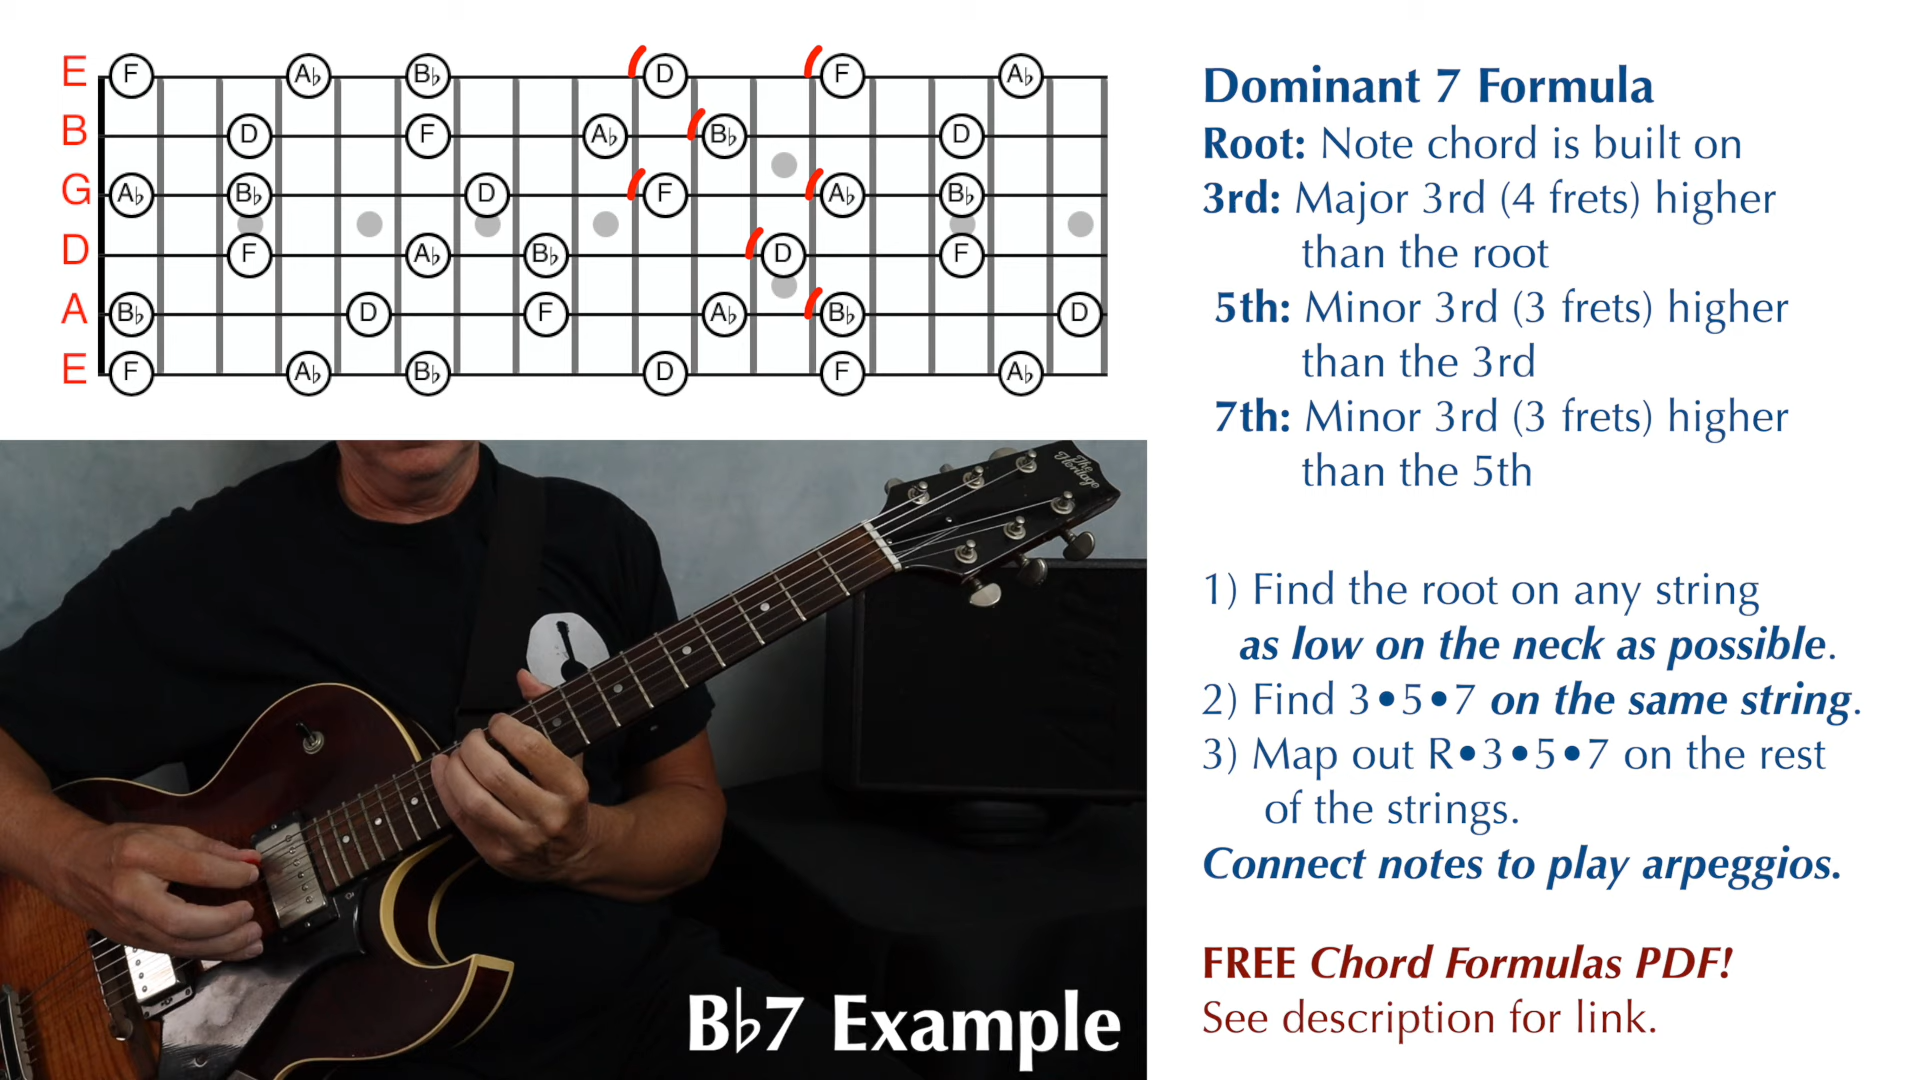 E F A♭ B♭ D F A♭
B D F A♭ B♭ D
G A♭ B♭ D F A♭ B♭
D F A♭ B♭ D F
A B♭ D F A♭ B♭ D
E F A♭ B♭ D F A♭
Dominant 7 Formula
Root: Note chord is built on
3rd: Major 3rd (4 frets) higher
than the root
5th: Minor 3rd (3 frets) higher
than the 3rd
7th: Minor 3rd (3 frets) higher
than the 5th
1) Find the root on any string
as low on the neck as possible.
2) Find 3•5•7 on the same string.
3) Map out R•3•5•7 on the rest
of the strings.
Connect notes to play arpeggios.
FREE Chord Formulas PDF!
See description for link.
The
Heritage
B♭7 Example